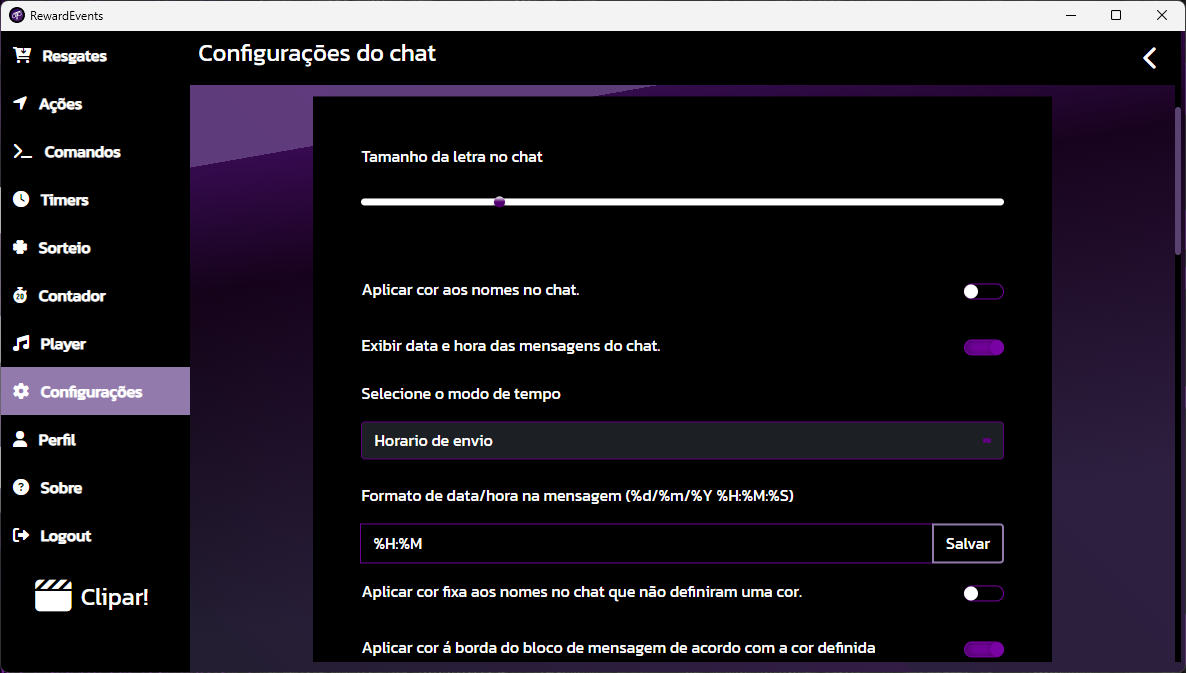 RewardEvents
Resgates
Ações
Comandos
Timers
Sorteio
Contador
Player
Configurações
Perfil
Sobre
Logout
Clipar!
Configurações do chat
Tamanho da letra no chat
Aplicar cor aos nomes no chat.
Exibir data e hora das mensagens do chat.
Selecione o modo de tempo
Horario de envio
Formato de data/hora na mensagem (%d/%m/%Y %H:%M:%S)
%H:%M
Salvar
Aplicar cor fixa aos nomes no chat que não definiram uma cor.
Aplicar cor á borda do bloco de mensagem de acordo com a cor definida